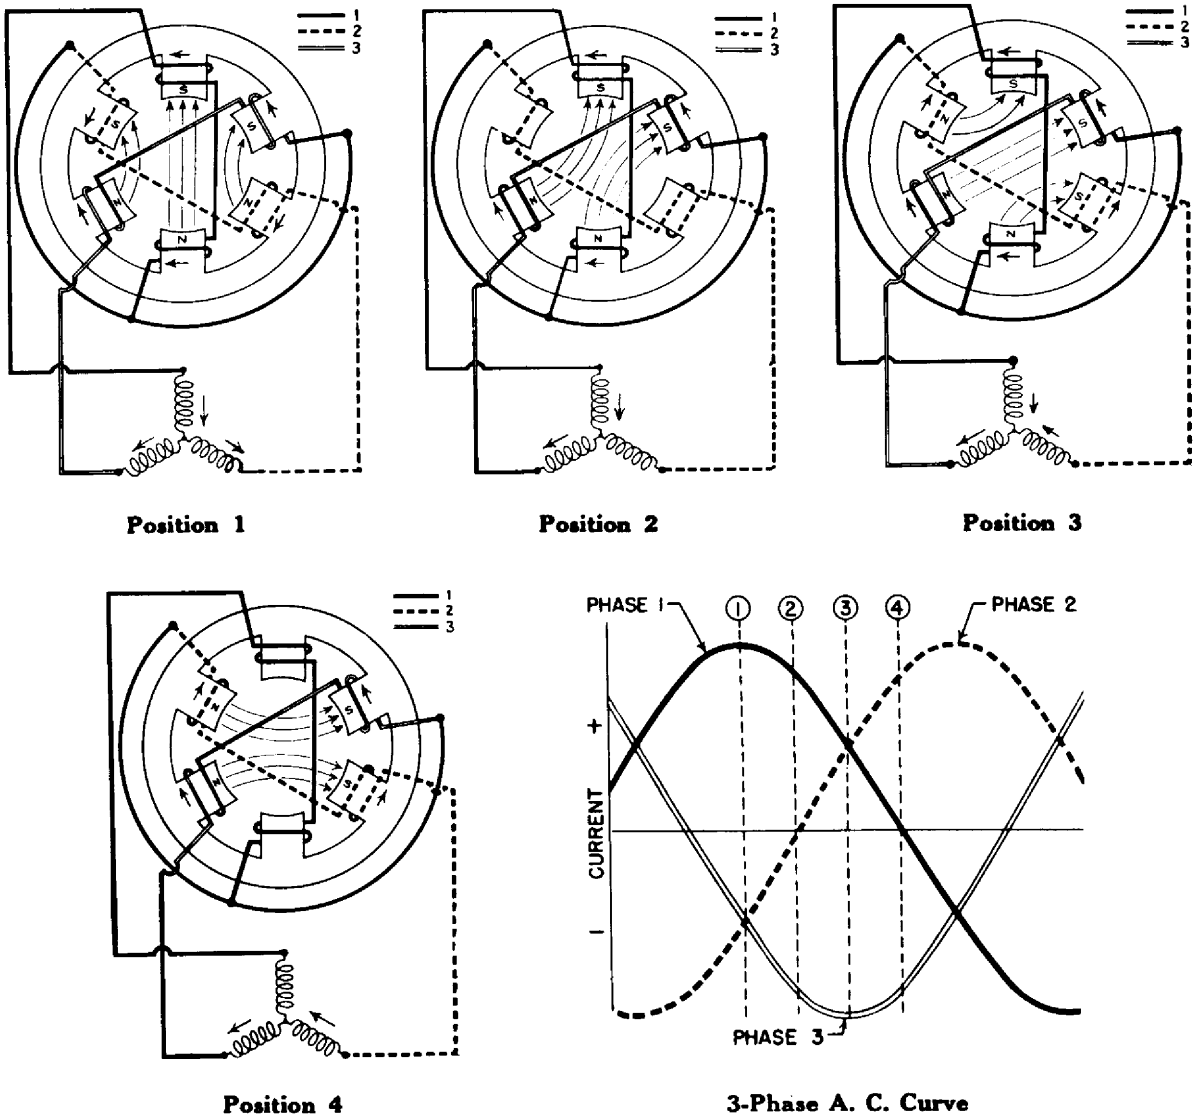 1
2
3
S
S
S
N
N
N
Position 1
1
2
3
S
S
N
N
Position 2
1
2
3
S
N
S
N
S
N
Position 3
1
2
3
N
S
N
S
Position 4
PHASE 1
1
2
3
4
PHASE 2
+
CURRENT
–
PHASE 3
3-Phase A. C. Curve